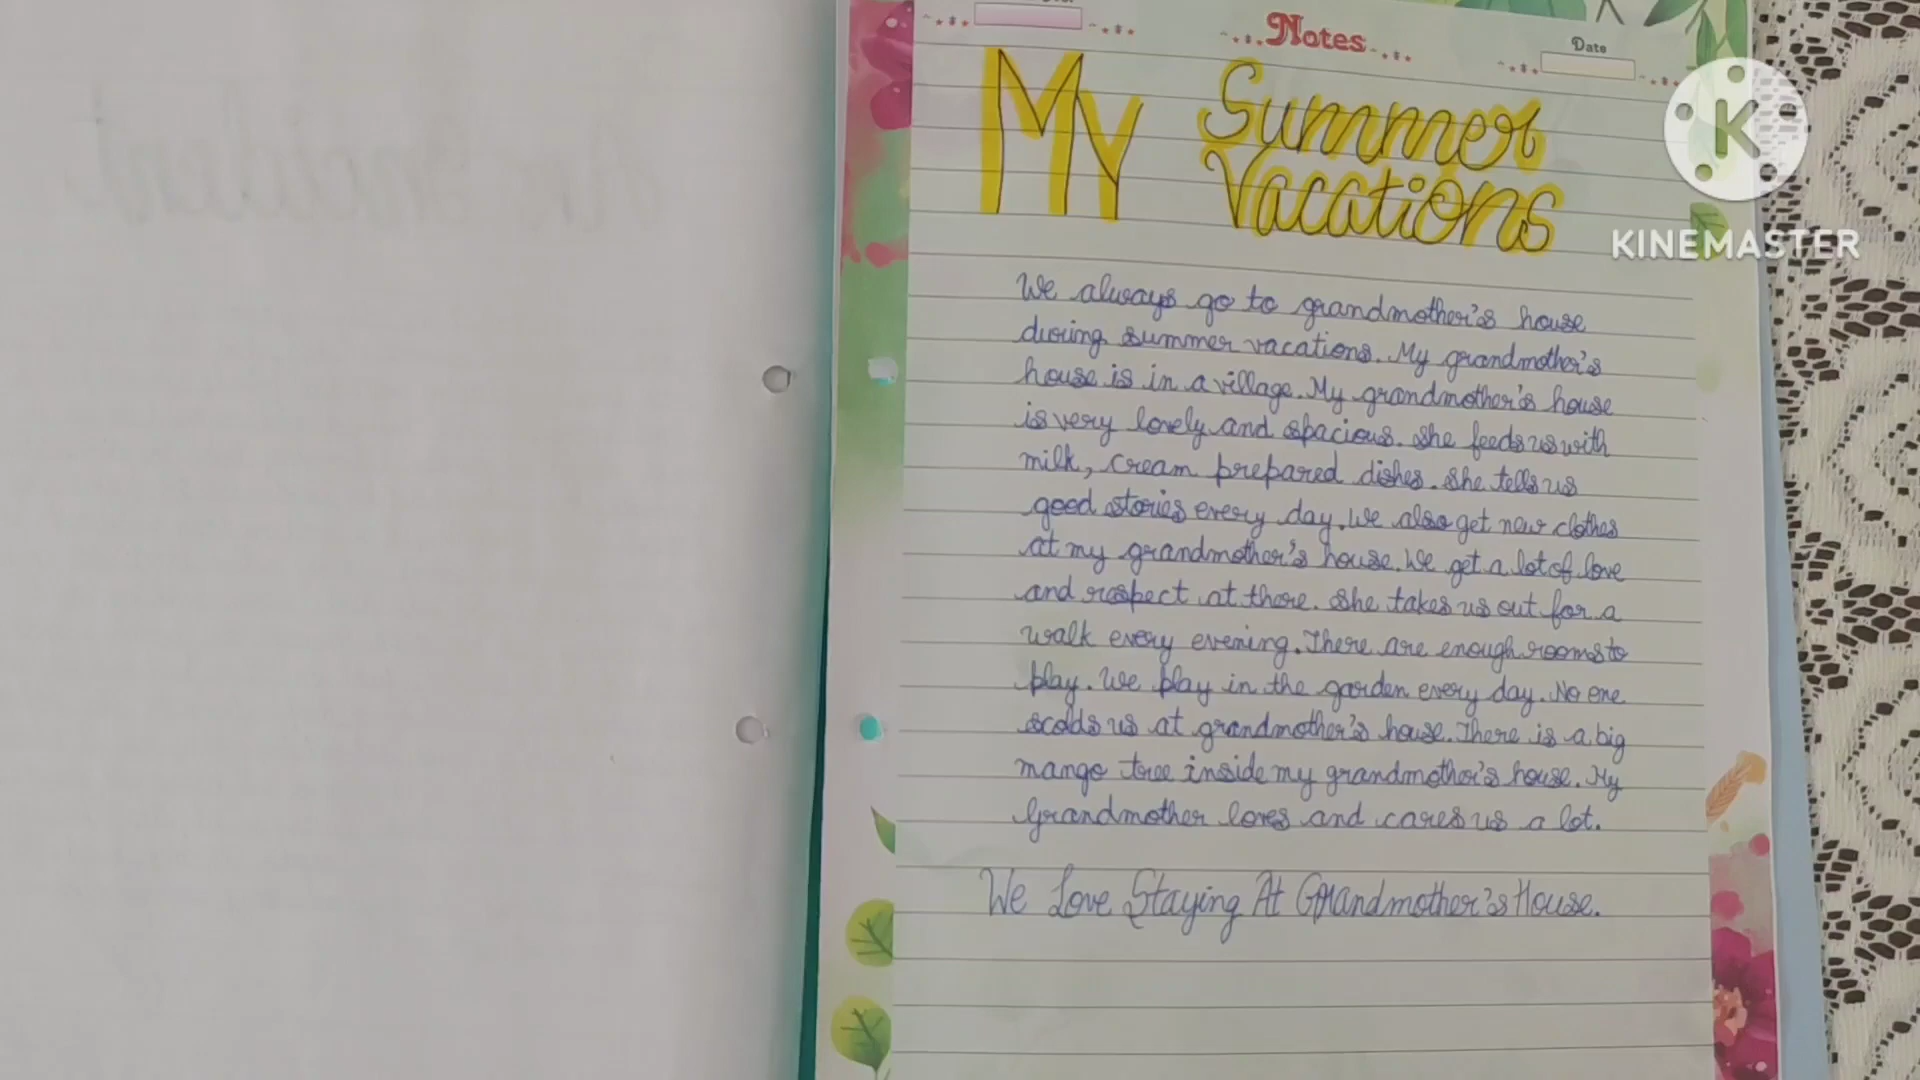 Notes
Date
My Summer
Vacations
KINEMASTER
We always go to grandmother's house
during summer vacations. My grandmother's
house is in a village. My grandmother's house
is very lovely and spacious. She feeds us with
milk, cream prepared dishes. She tells us
good stories every day. We also get new clothes
at my grandmother's house. We get a lot of love
and respect at there. She takes us out for a
walk every evening. There are enough rooms to
play. We play in the garden every day. No one
scolds us at grandmother's house. There is a big
mango tree inside my grandmother's house. My
Grandmother loves and cares us a lot.
We Love Staying At Grandmother's House.
An Incident